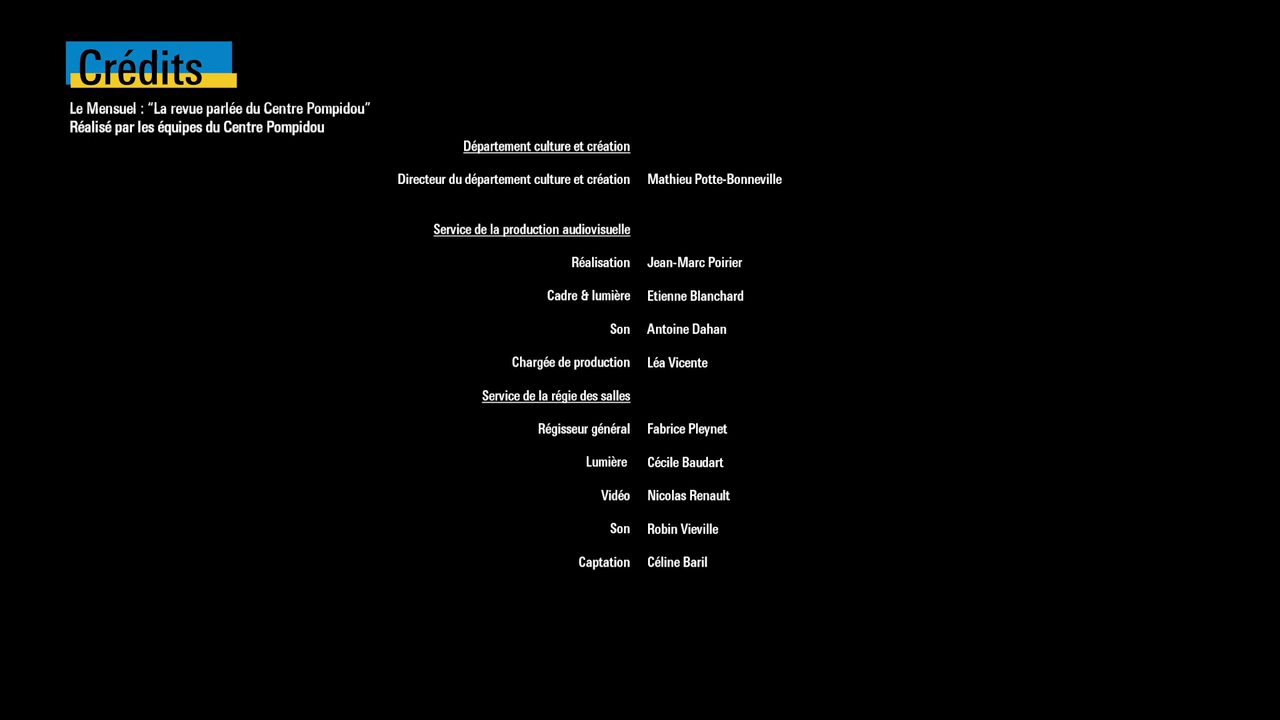 Crédits
Le Mensuel : “La revue parlée du Centre Pompidou”
Réalisé par les équipes du Centre Pompidou
Département culture et création
Directeur du département culture et création Mathieu Potte-Bonneville
Service de la production audiovisuelle
Réalisation Jean-Marc Poirier
Cadre & lumière Etienne Blanchard
Son Antoine Dahan
Chargée de production Léa Vicente
Service de la régie des salles
Régisseur général Fabrice Pleynet
Lumière Cécile Baudart
Vidéo Nicolas Renault
Son Robin Vieville
Captation Céline Baril